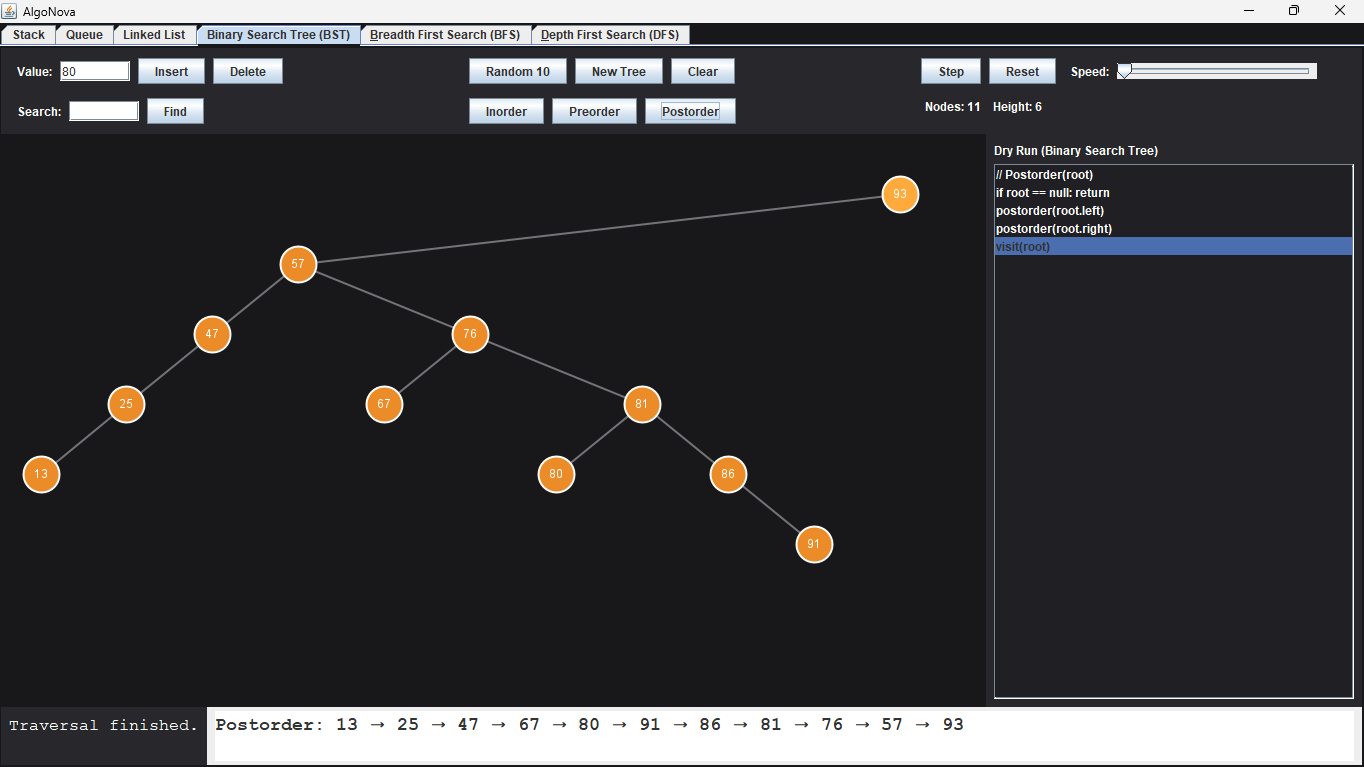 AlgoNova
Stack Queue Linked List Binary Search Tree (BST) Breadth First Search (BFS) Depth First Search (DFS)
Value: 80 Insert Delete Random 10 New Tree Clear Step Reset Speed:
Search: Find Inorder Preorder Postorder Nodes: 11 Height: 6
Dry Run (Binary Search Tree)
// Postorder(root)
if root == null: return
postorder(root.left)
postorder(root.right)
visit(root)
93
57
47 76
25 67 81
13 80 86
91
Traversal finished.
Postorder: 13 → 25 → 47 → 67 → 80 → 91 → 86 → 81 → 76 → 57 → 93